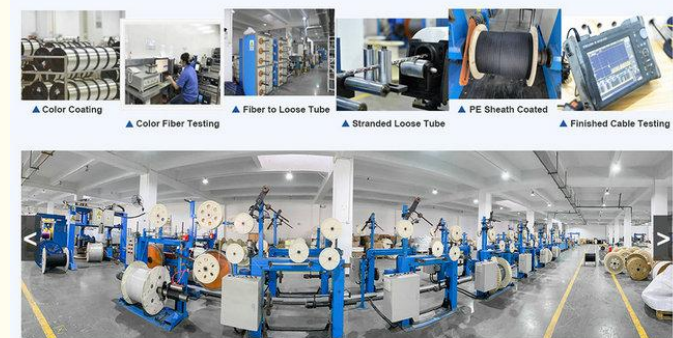 ▲ Color Coating
▲ Color Fiber Testing
▲ Fiber to Loose Tube
▲ Stranded Loose Tube
▲ PE Sheath Coated
▲ Finished Cable Testing
< >